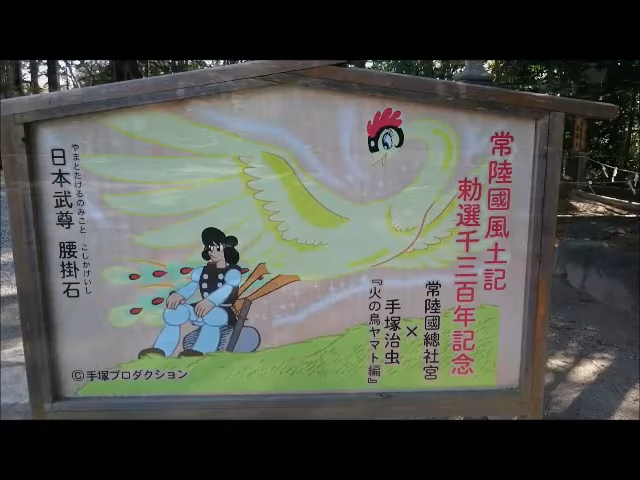 常陸國風土記
勅選千三百年記念
常陸國總社宮
×
手塚治虫
『火の鳥ヤマト編』
やまとたけるのみこと こしかけいし
日本武尊 腰掛石
©手塚プロダクション